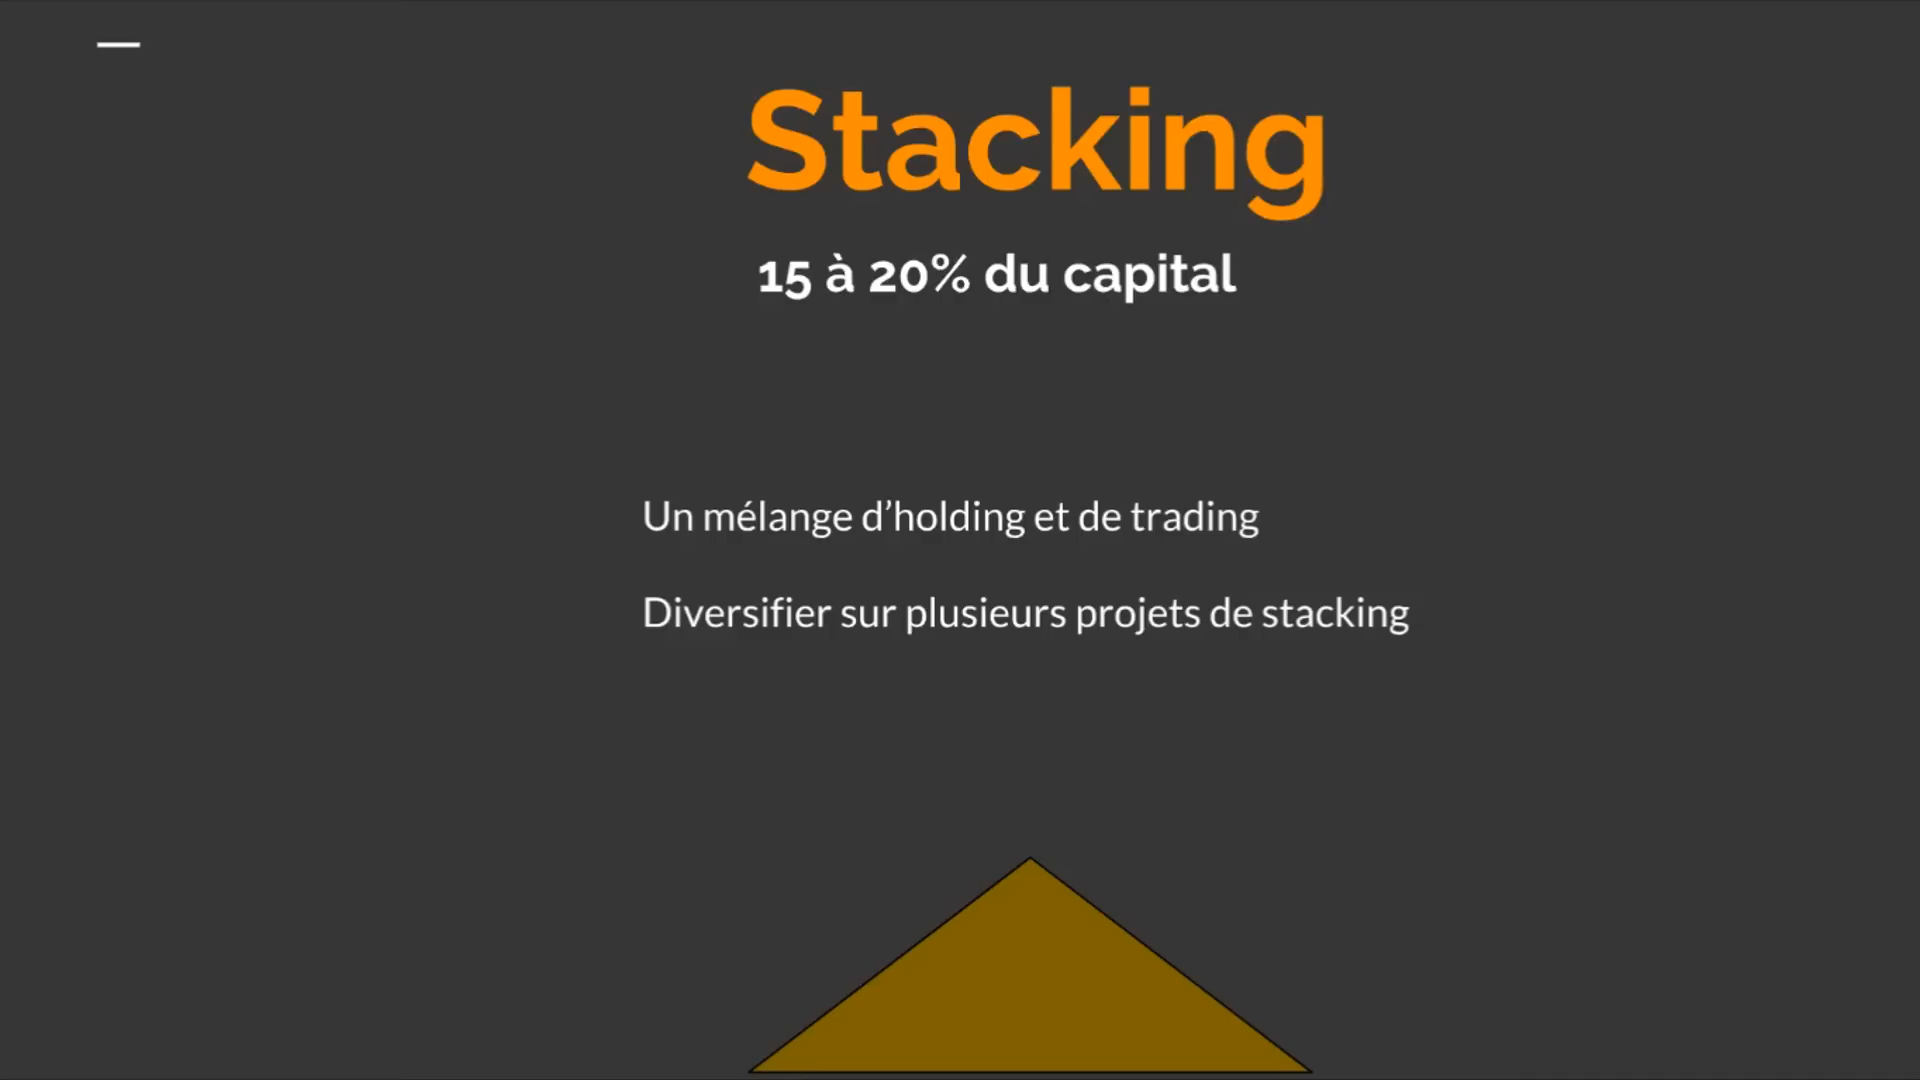 Stacking
15 à 20% du capital
Un mélange d’holding et de trading
Diversifier sur plusieurs projets de stacking